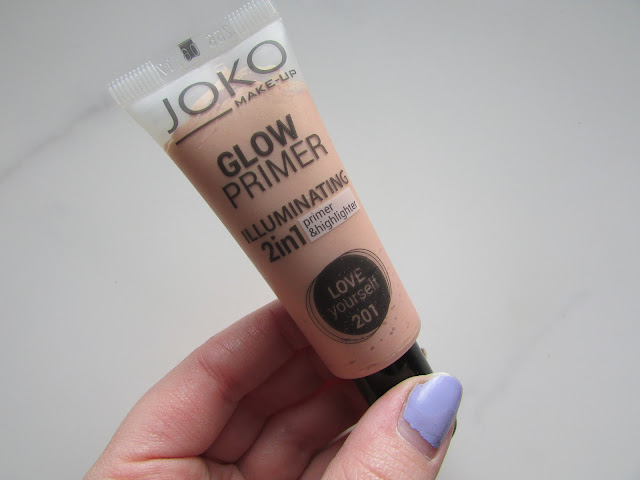 JOKO
MAKE-UP
GLOW
PRIMER
ILLUMINATING
2in1 primer
&highlighter
LOVE
yourself
201